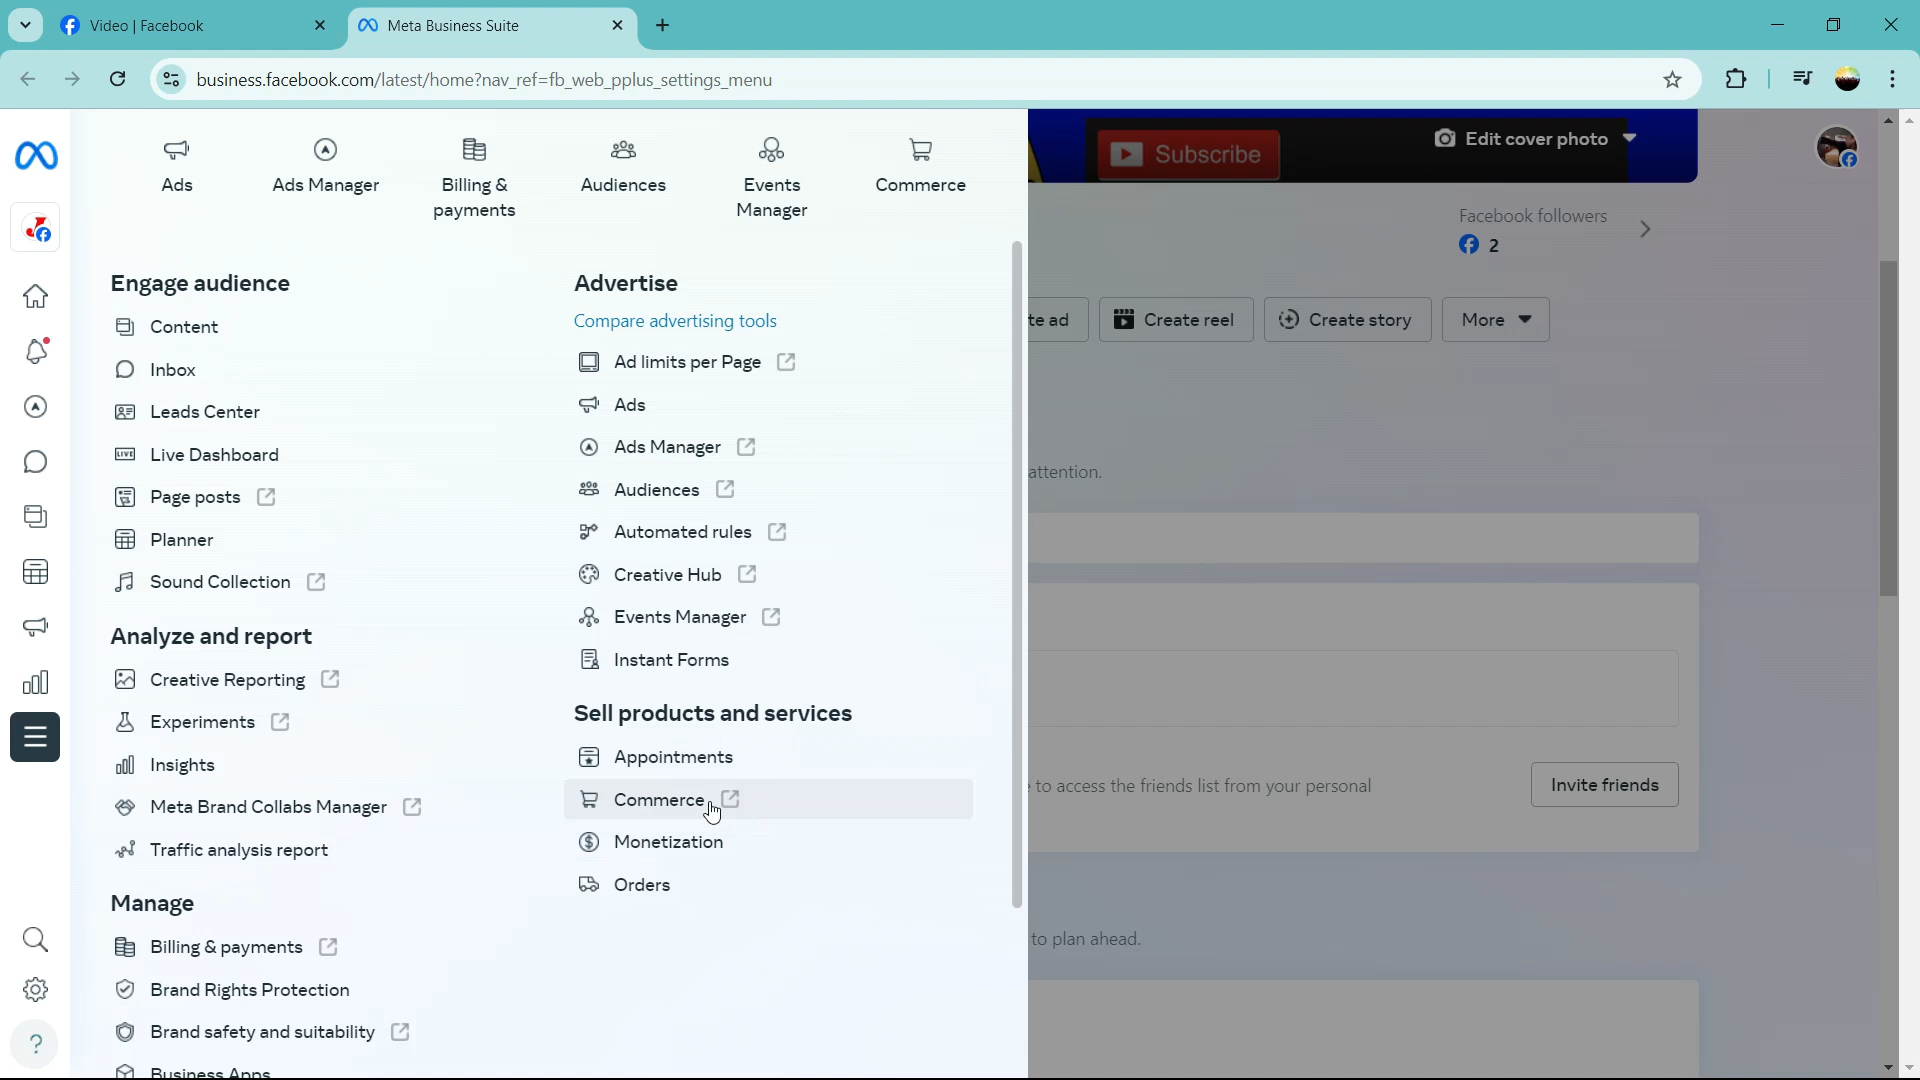 Video | Facebook
Meta Business Suite
business.facebook.com/latest/home?nav_ref=fb_web_pplus_settings_menu
Ads
Ads Manager
Billing &
payments
Audiences
Events
Manager
Commerce
Subscribe
Edit cover photo
Facebook followers
2
te ad
Create reel
Create story
More
attention.
to access the friends list from your personal
Invite friends
to plan ahead.
Engage audience
Content
Inbox
Leads Center
LIVE Live Dashboard
Page posts
Planner
Sound Collection
Analyze and report
Creative Reporting
Experiments
Insights
Meta Brand Collabs Manager
Traffic analysis report
Manage
Billing & payments
Brand Rights Protection
Brand safety and suitability
Business Apps
Advertise
Compare advertising tools
Ad limits per Page
Ads
Ads Manager
Audiences
Automated rules
Creative Hub
Events Manager
Instant Forms
Sell products and services
Appointments
Commerce
Monetization
Orders